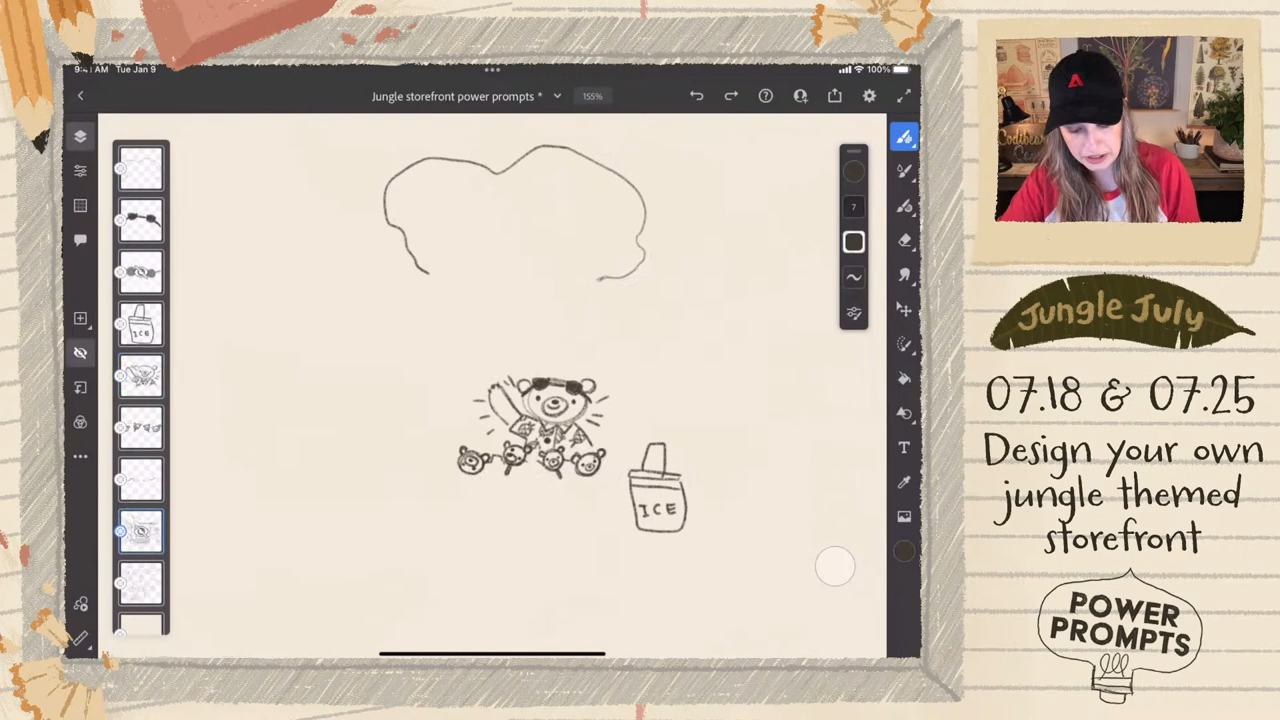 9:41 AM Tue Jan 9
100%
Jungle storefront power prompts *
155%
7
ICE
ICE
T
A
Jungle July
07.18 & 07.25
Design your own
jungle themed
storefront
POWER
PROMPTS